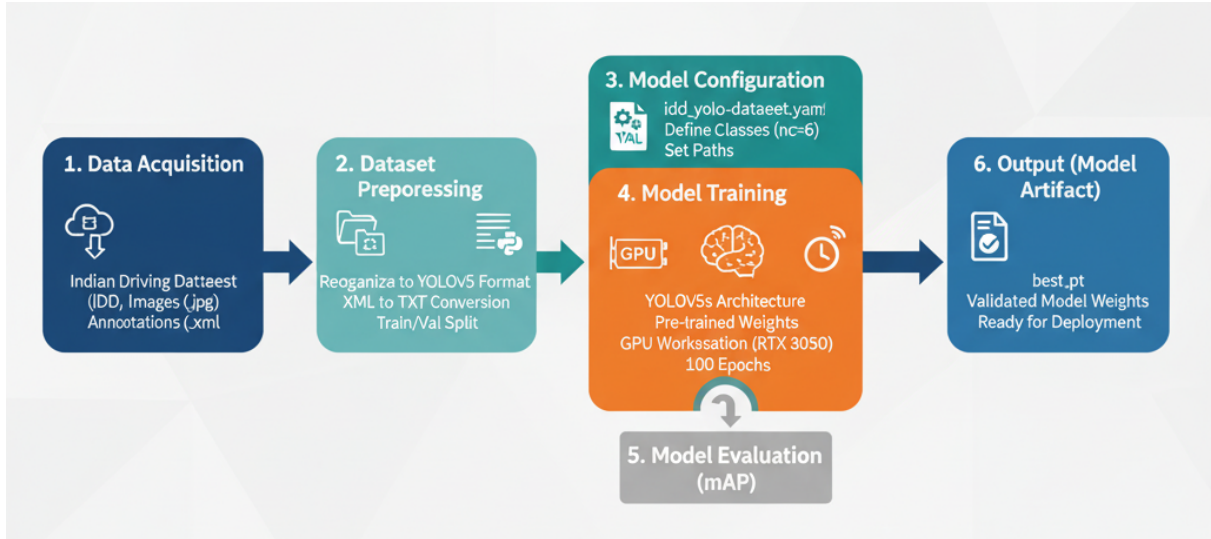 1. Data Acquisition
Indian Driving Datteest
(IDD, Images (.jpg)
Annotations (.xml
2. Dataset
Preporessing
Reoganiza to YOLOv5 Format
XML to TXT Conversion
Train/Val Split
3. Model Configuration
YAL
idd_yolo-dataeet.yaml
Define Classes (nc=6)
Set Paths
4. Model Training
GPU
YOLOv5s Architecture
Pre-trained Weights
GPU Workssation (RTX 3050)
100 Epochs
5. Model Evaluation
(mAP)
6. Output (Model
Artifact)
best.pt
Validated Model Weights
Ready for Deployment